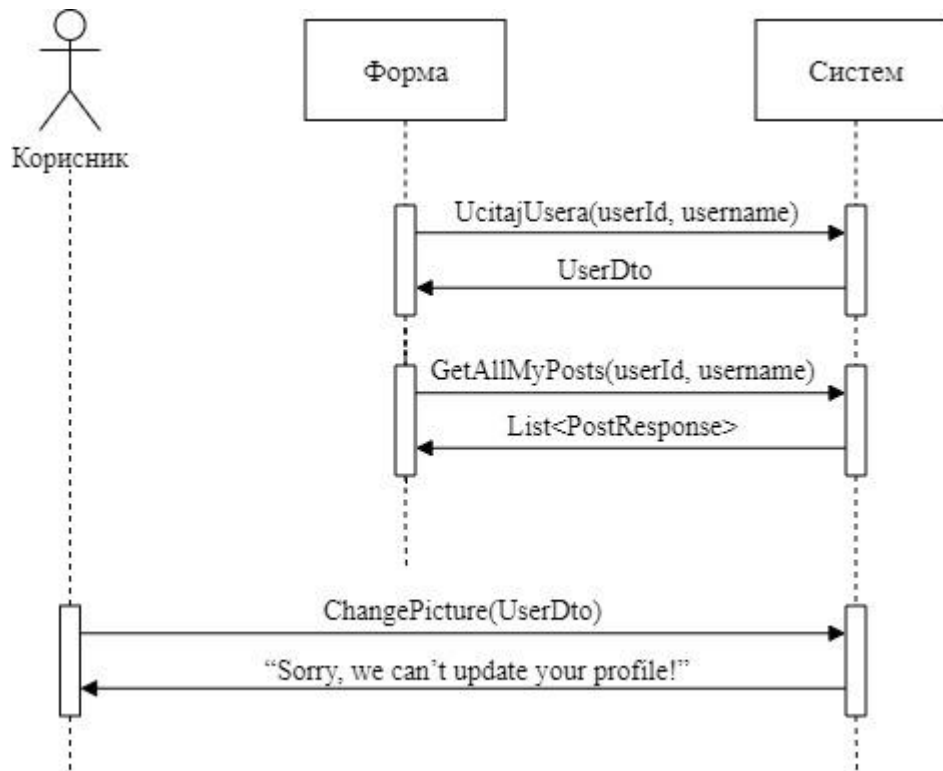 Форма
Систем
Корисник
UcitajUsera(userId, username)
UserDto
GetAllMyPosts(userId, username)
List<PostResponse>
ChangePicture(UserDto)
“Sorry, we can’t update your profile!”